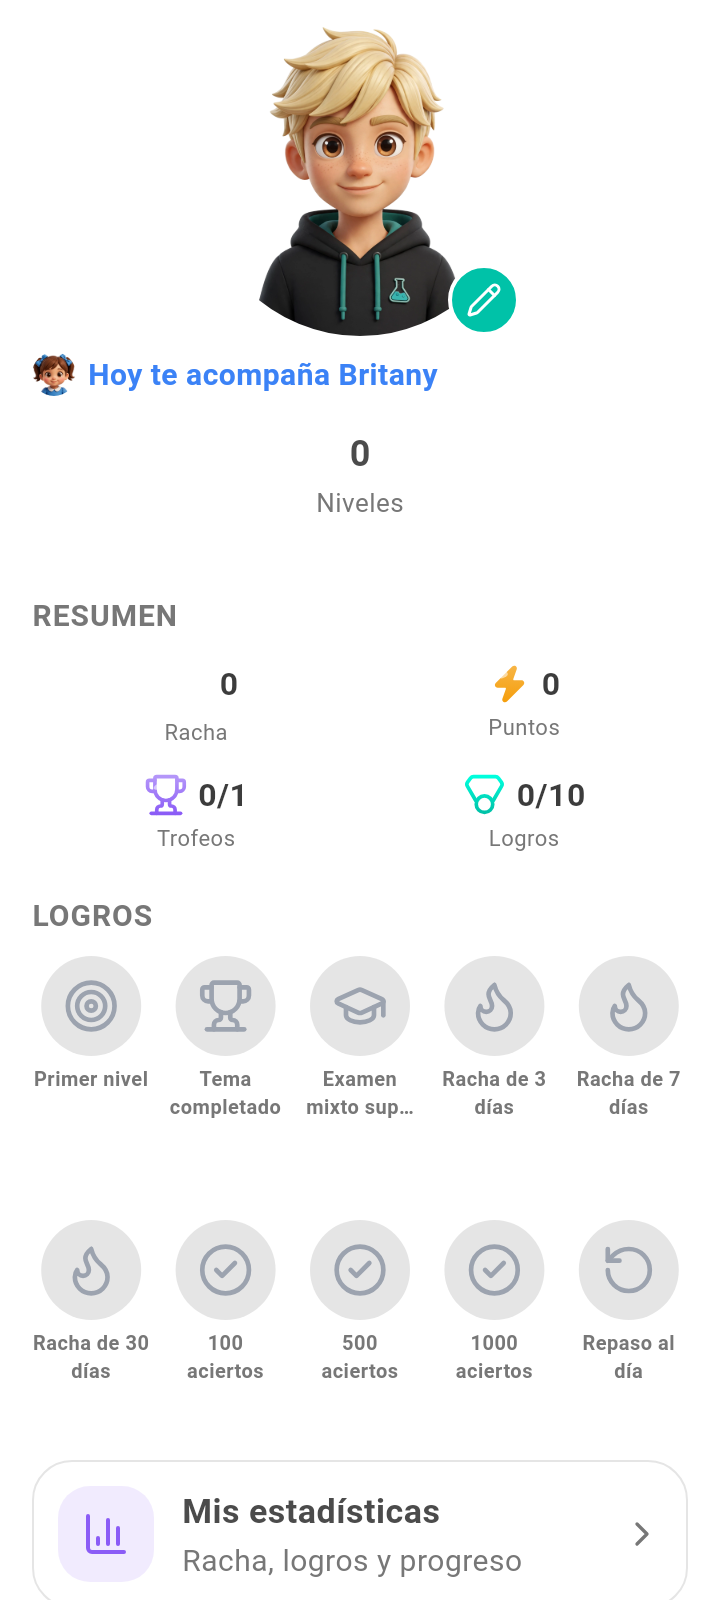 Hoy te acompaña Britany
0
Niveles
RESUMEN
0
Racha
0
Puntos
0/1
Trofeos
0/10
Logros
LOGROS
Primer nivel
Tema
completado
Examen
mixto sup...
Racha de 3
días
Racha de 7
días
Racha de 30
días
100
aciertos
500
aciertos
1000
aciertos
Repaso al
día
Mis estadísticas
Racha, logros y progreso